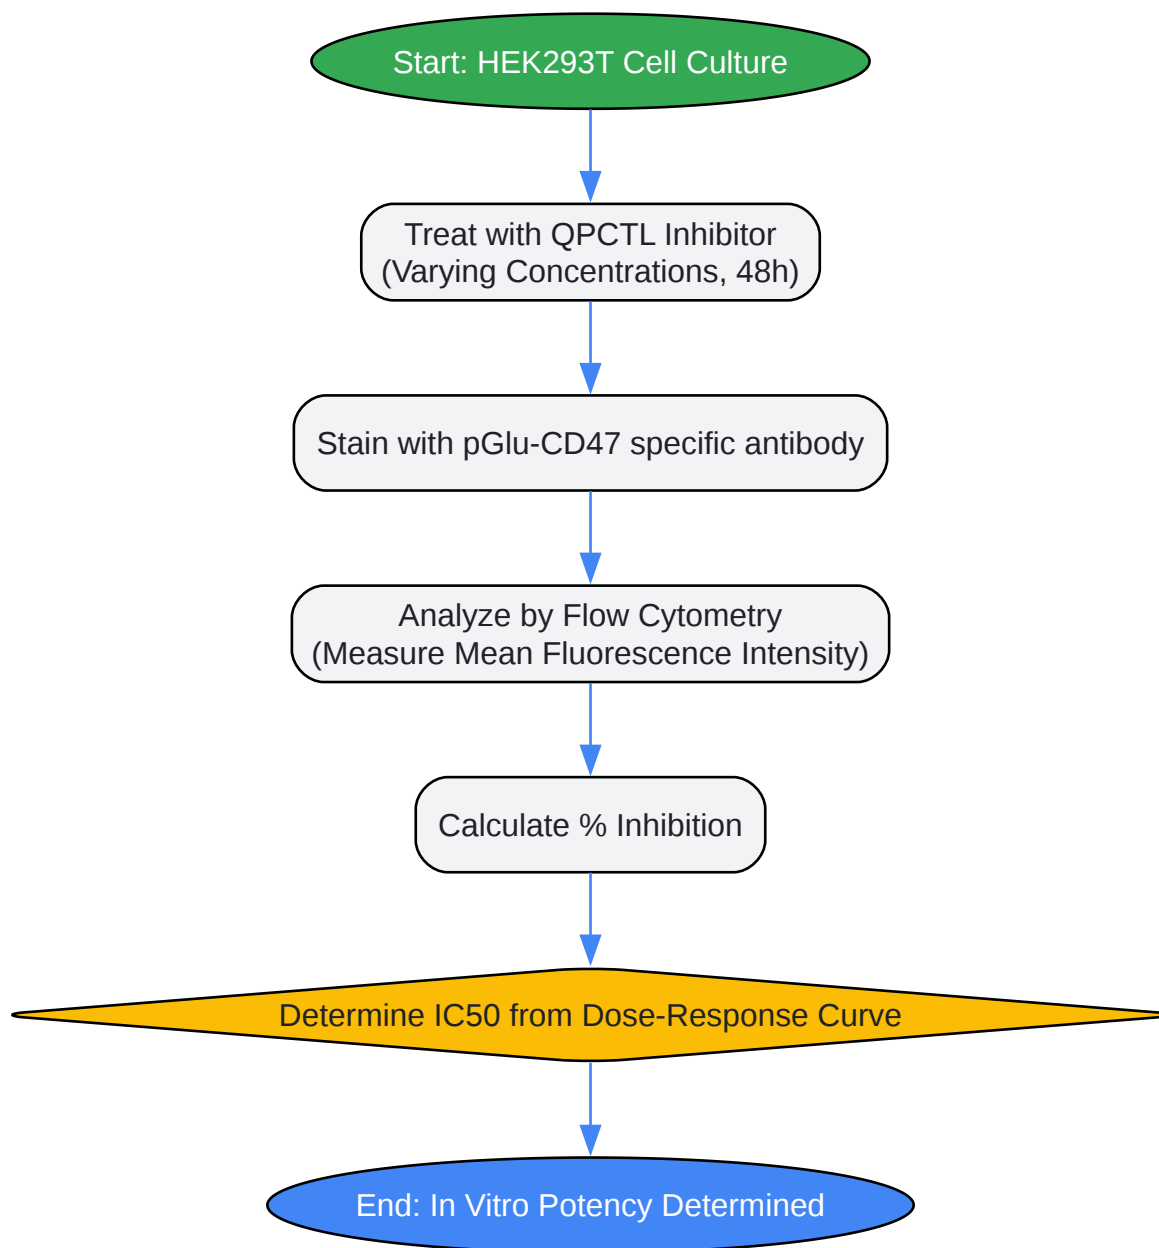 Start: HEK293T Cell Culture
Treat with QPCTL Inhibitor
(Varying Concentrations, 48h)
Stain with pGlu-CD47 specific antibody
Analyze by Flow Cytometry
(Measure Mean Fluorescence Intensity)
Calculate % Inhibition
Determine IC50 from Dose-Response Curve
End: In Vitro Potency Determined